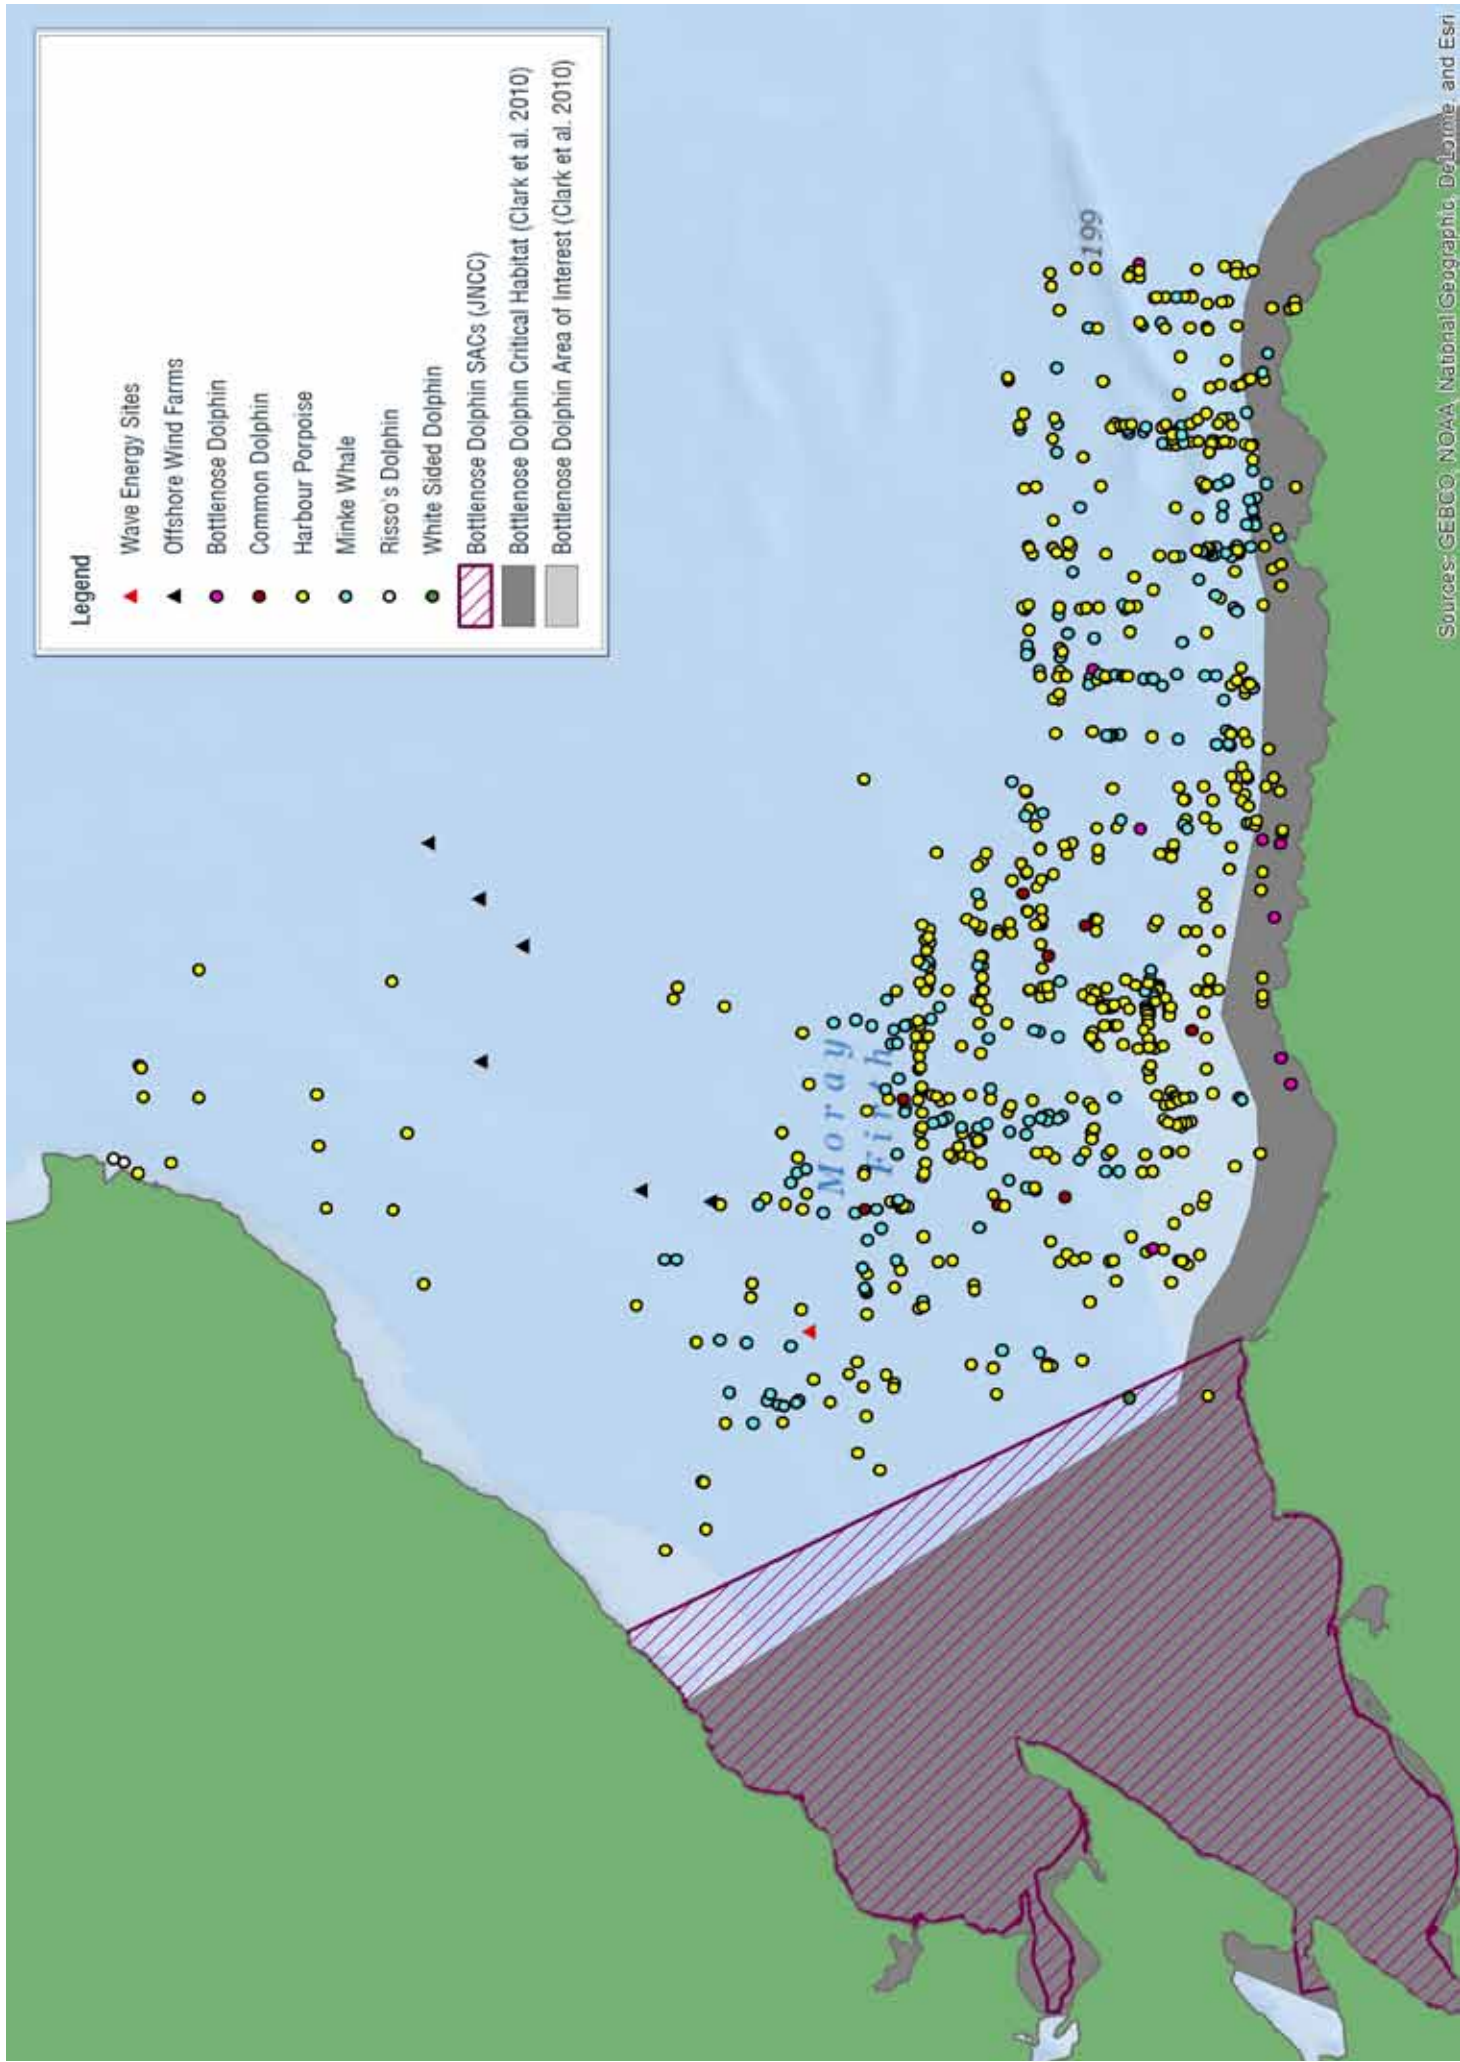 Legend
Wave Energy Sites
Offshore Wind Farms
Bottlenose Dolphin
Common Dolphin
Harbour Porpoise
Minke Whale
Risso`s Dolphin
White Sided Dolphin
Bottlenose Dolphin SACs (JNCC)
Bottlenose Dolphin Critical Habitat (Clark et al. 2010)
Bottlenose Dolphin Area of Interest (Clark et al. 2010)
Moray
Firth
199
Sources: GEBCO, NOAA, National Geographic, DeLorme, and Esri